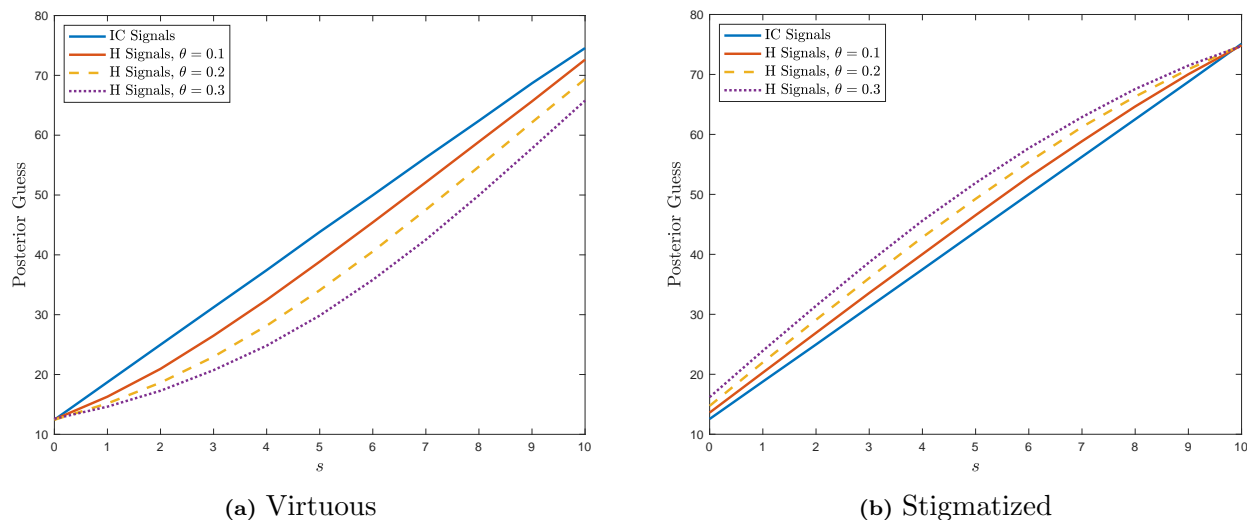 80
70
60
50
40
30
20
10
Posterior Guess
IC Signals
H Signals, θ = 0.1
H Signals, θ = 0.2
H Signals, θ = 0.3
0 1 2 3 4 5 6 7 8 9 10
s
(a) Virtuous
80
70
60
50
40
30
20
10
Posterior Guess
IC Signals
H Signals, θ = 0.1
H Signals, θ = 0.2
H Signals, θ = 0.3
0 1 2 3 4 5 6 7 8 9 10
s
(b) Stigmatized